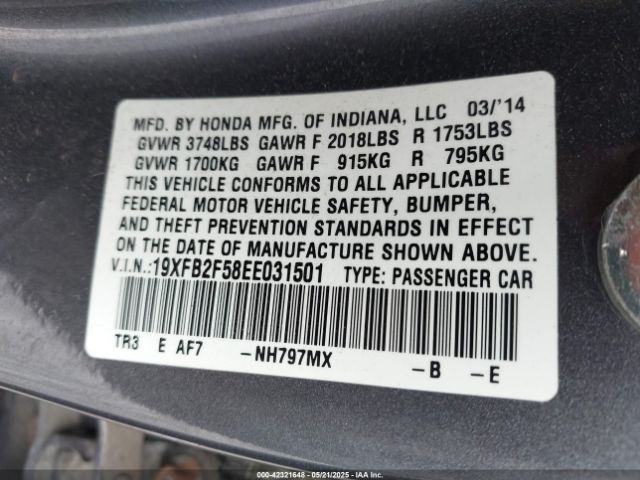 MFD. BY HONDA MFG. OF INDIANA, LLC 03/'14
GVWR 3748LBS GAWR F 2018LBS R 1753LBS
GVWR 1700KG GAWR F 915KG R 795KG
THIS VEHICLE CONFORMS TO ALL APPLICABLE
FEDERAL MOTOR VEHICLE SAFETY, BUMPER,
AND THEFT PREVENTION STANDARDS IN EFFECT
ON THE DATE OF MANUFACTURE SHOWN ABOVE.
V.I.N.:19XFB2F58EE031501 TYPE: PASSENGER CAR
TR3 E AF7 -NH797MX -B -E
000-42321648 - 05/21/2025 - IAA Inc.